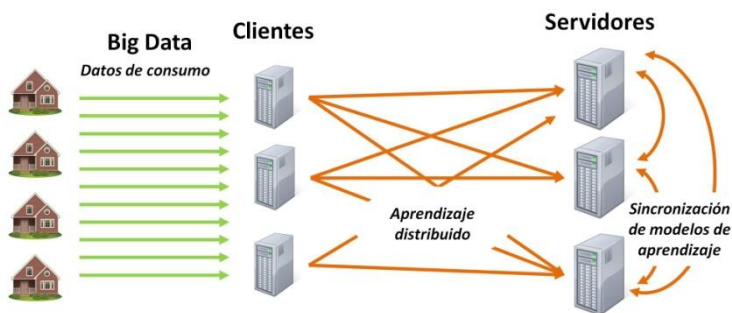 Big Data
Datos de consumo
Clientes
Servidores
Aprendizaje
distribuido
Sincronización
de modelos de
aprendizaje